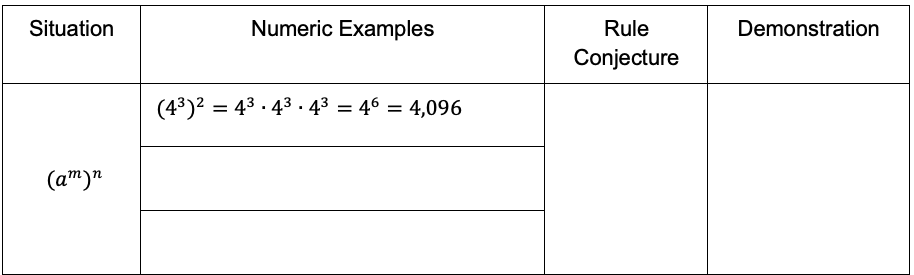 Situation
Numeric Examples
Rule
Conjecture
Demonstration
(4³)² = 4³ · 4³ · 4³ = 4⁶ = 4,096
(aᵐ)ⁿ